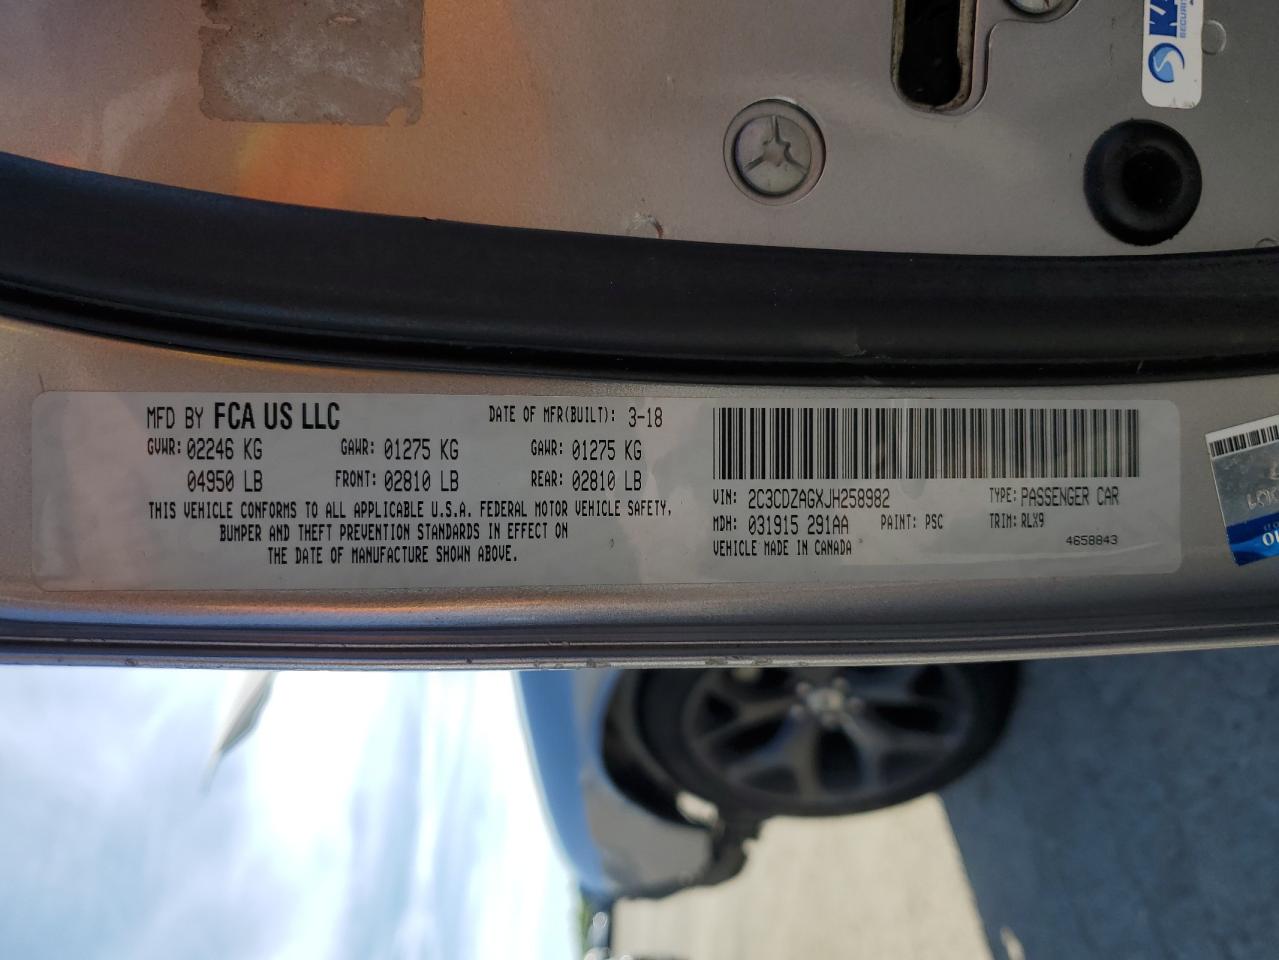 MFD BY FCA US LLC DATE OF MFR(BUILT): 3-18
GVWR: 02246 KG GAWR: 01275 KG GAWR: 01275 KG
04950 LB FRONT: 02810 LB REAR: 02810 LB
THIS VEHICLE CONFORMS TO ALL APPLICABLE U.S.A. FEDERAL MOTOR VEHICLE SAFETY,
BUMPER AND THEFT PREVENTION STANDARDS IN EFFECT ON
THE DATE OF MANUFACTURE SHOWN ABOVE.
VIN: 2C3CDZAGXJH258982 TYPE: PASSENGER CAR
MDH: 031915 291AA PAINT: PSC TRIM: RLX9
VEHICLE MADE IN CANADA 4658843